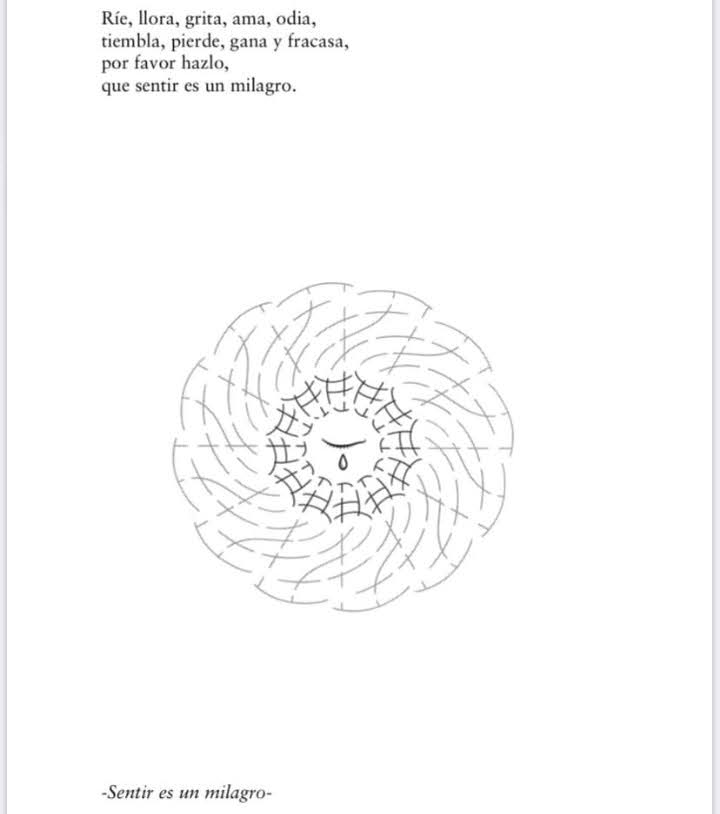 Ríe, llora, grita, ama, odia,
tiembla, pierde, gana y fracasa,
por favor hazlo,
que sentir es un milagro.
-Sentir es un milagro-